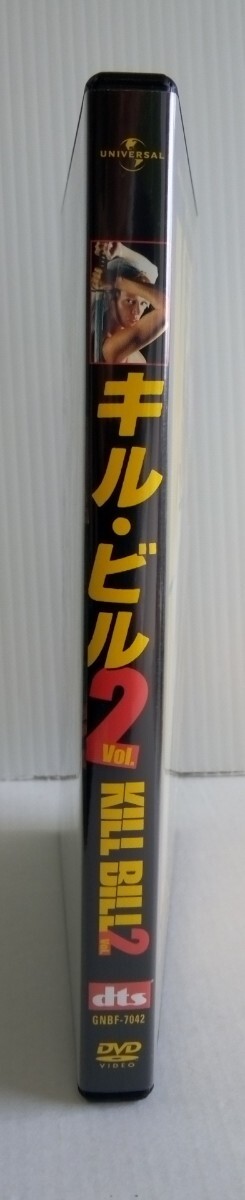 UNIVERSAL
キル・ビル
Vol. 2
KILL BILL
VOL. 2
dts
GNBF-7042
DVD
VIDEO